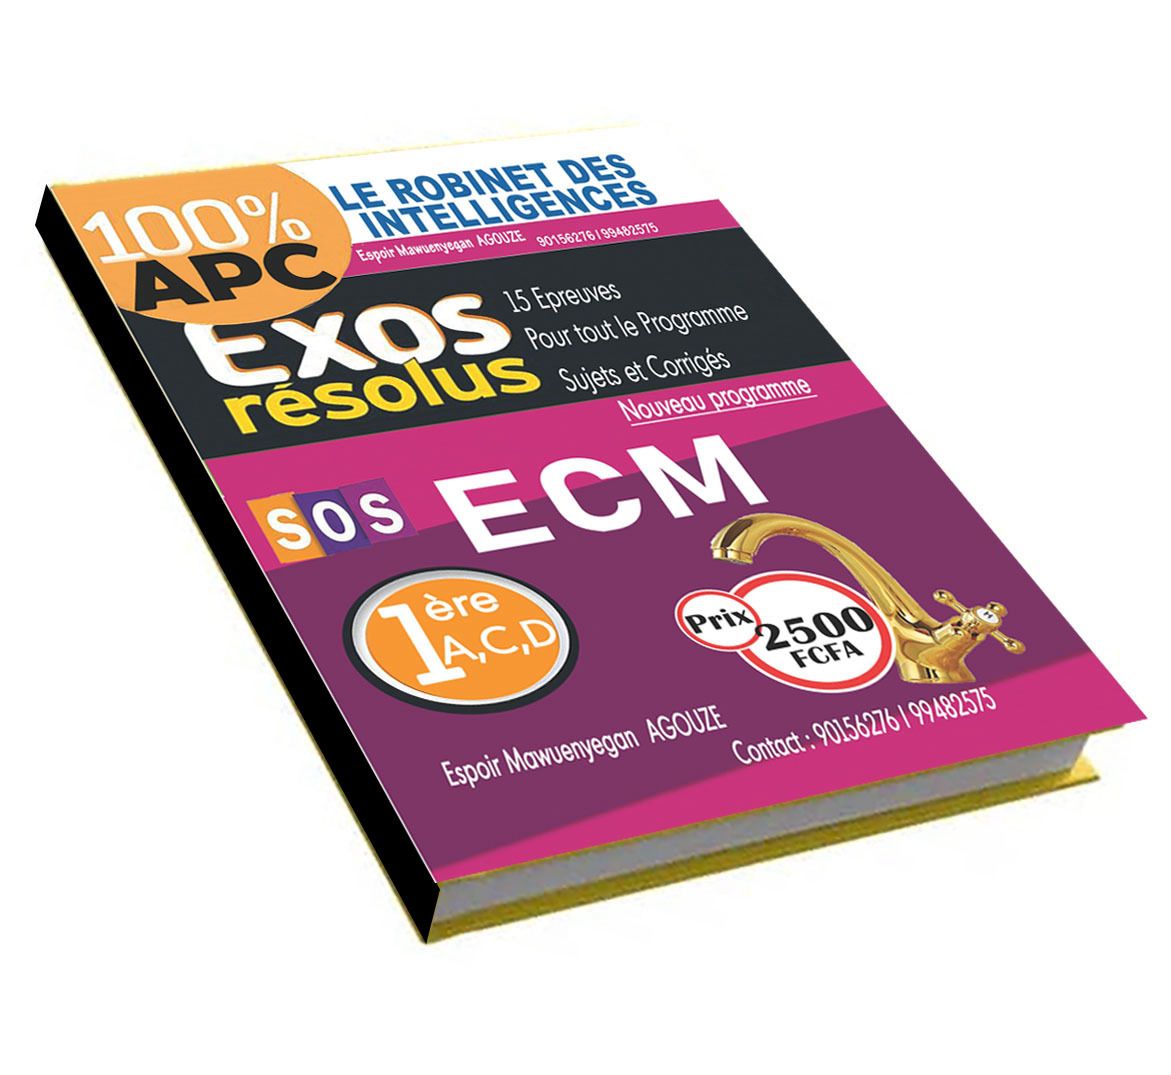 100%
APC
LE ROBINET DES
INTELLIGENCES
Espoir Mawuenyegan AGOUZE 90156276 / 99482575
Exos
résolus
15 Epreuves
Pour tout le Programme
Sujets et Corrigés
Nouveau programme
SOS
ECM
1ère
A,C,D
Prix
2500
FCFA
Espoir Mawuenyegan AGOUZE
Contact : 90156276 / 99482575